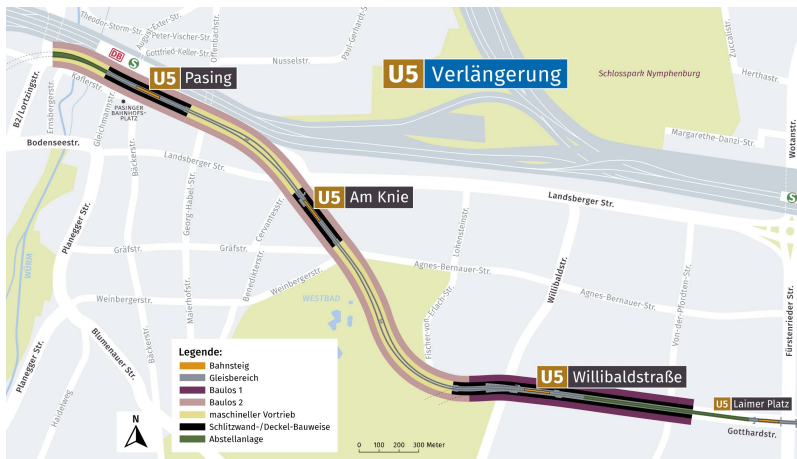 Theodor-Storm-Str.
August-Exter-Str.
Peter-Vischer-Str.
Gottfried-Keller-Str.
Offenbachstr.
Paul-Gerhardt-S
Nusselstr.
DB
S
U5 Pasing
U5 Verlängerung
Schlosspark Nymphenburg
Zuccalistr.
Herthastr.
Margarethe-Danzi-Str.
Wotanstr.
S
B2/Lortzingstr.
Ernsbergerstr.
Kaflerstr.
Gleichmannstr.
PASINGER
BAHNHOFS-
PLATZ
Bäckerstr.
Bodenseestr.
Landsberger Str.
Landsberger Str.
U5 Am Knie
Planegger Str.
Georg-Habel-Str.
Cervantesstr.
Lohensteinstr.
WÜRM
Gräfstr.
Gräfstr.
Benedikterstr.
Weinbergerstr.
Agnes-Bernauer-Str.
Agnes-Bernauer-Str.
Willibaldstr.
Von-der-Pfordten-Str.
Fürstenrieder Str.
Weinbergerstr.
Maierhofstr.
WESTBAD
Fischer-von-Erlach-Str.
Planegger Str.
Blumenauer Str.
Bäckerstr.
Haidelweg
Legende:
Bahnsteig
Gleisbereich
Baulos 1
Baulos 2
maschineller Vortrieb
Schlitzwand-/Deckel-Bauweise
Abstellanlage
U5 Willibaldstraße
U5 Laimer Platz
Gotthardstr.
N
0 100 200 300 Meter